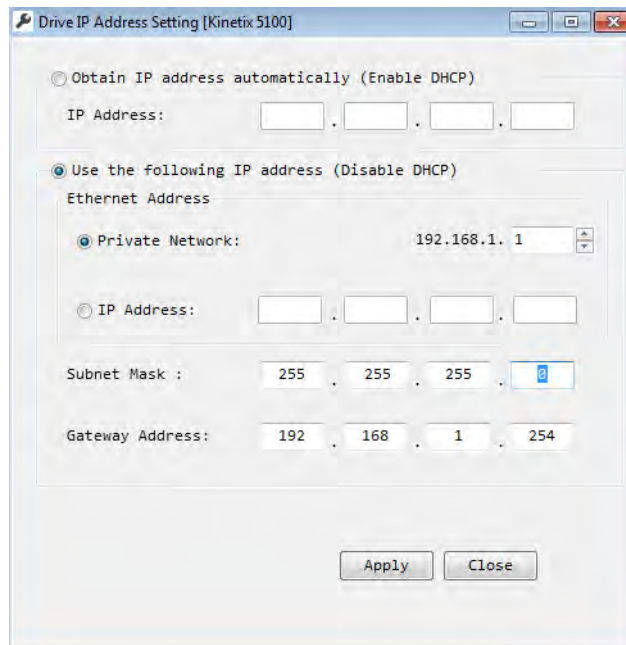 Drive IP Address Setting [Kinetix 5100]
Obtain IP address automatically (Enable DHCP)
IP Address: . . .
Use the following IP address (Disable DHCP)
Ethernet Address
Private Network: 192.168.1. 1
IP Address: . . .
Subnet Mask : 255 . 255 . 255 . 0
Gateway Address: 192 . 168 . 1 . 254
Apply Close